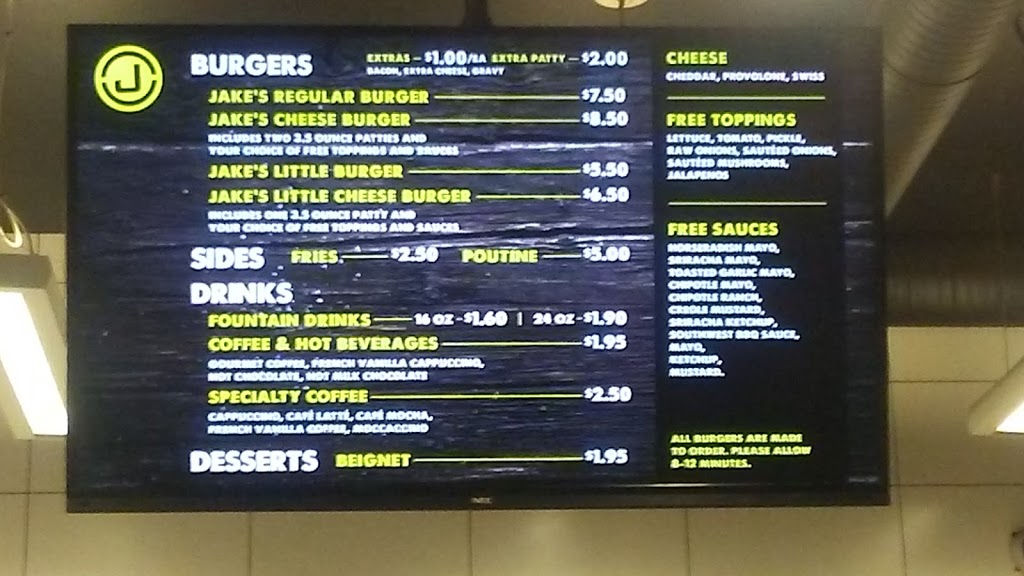 J
BURGERS
EXTRAS - $1.00/EA EXTRA PATTY - $2.00
BACON, EXTRA CHEESE, GRAVY
JAKE'S REGULAR BURGER $7.50
JAKE'S CHEESE BURGER $8.50
INCLUDES TWO 3.5 OUNCE PATTIES AND
YOUR CHOICE OF FREE TOPPINGS AND SAUCES
JAKE'S LITTLE BURGER $5.50
JAKE'S LITTLE CHEESE BURGER $6.50
INCLUDES ONE 3.5 OUNCE PATTY AND
YOUR CHOICE OF FREE TOPPINGS AND SAUCES
SIDES FRIES $2.50 POUTINE $5.00
DRINKS
FOUNTAIN DRINKS 16 OZ - $1.60 | 24 OZ - $1.90
COFFEE & HOT BEVERAGES $1.95
GOURMET COFFEE, FRENCH VANILLA CAPPUCCINO,
HOT CHOCOLATE, HOT MILK CHOCOLATE
SPECIALTY COFFEE $2.50
CAPPUCCINO, CAFÉ LATTÉ, CAFÉ MOCHA,
FRENCH VANILLA COFFEE, MOCCACCINO
DESSERTS BEIGNET $1.95
CHEESE
CHEDDAR, PROVOLONE, SWISS
FREE TOPPINGS
LETTUCE, TOMATO, PICKLE,
RAW ONIONS, SAUTÉED ONIONS,
SAUTÉED MUSHROOMS,
JALAPENOS
FREE SAUCES
HORSERADISH MAYO,
SRIRACHA MAYO,
TOASTED GARLIC MAYO,
CHIPOTLE MAYO,
CHIPOTLE RANCH,
CREOLE MUSTARD,
SRIRACHA KETCHUP,
SOUTHWEST BBQ SAUCE,
MAYO,
KETCHUP,
MUSTARD.
ALL BURGERS ARE MADE
TO ORDER. PLEASE ALLOW
8-12 MINUTES.
NEC